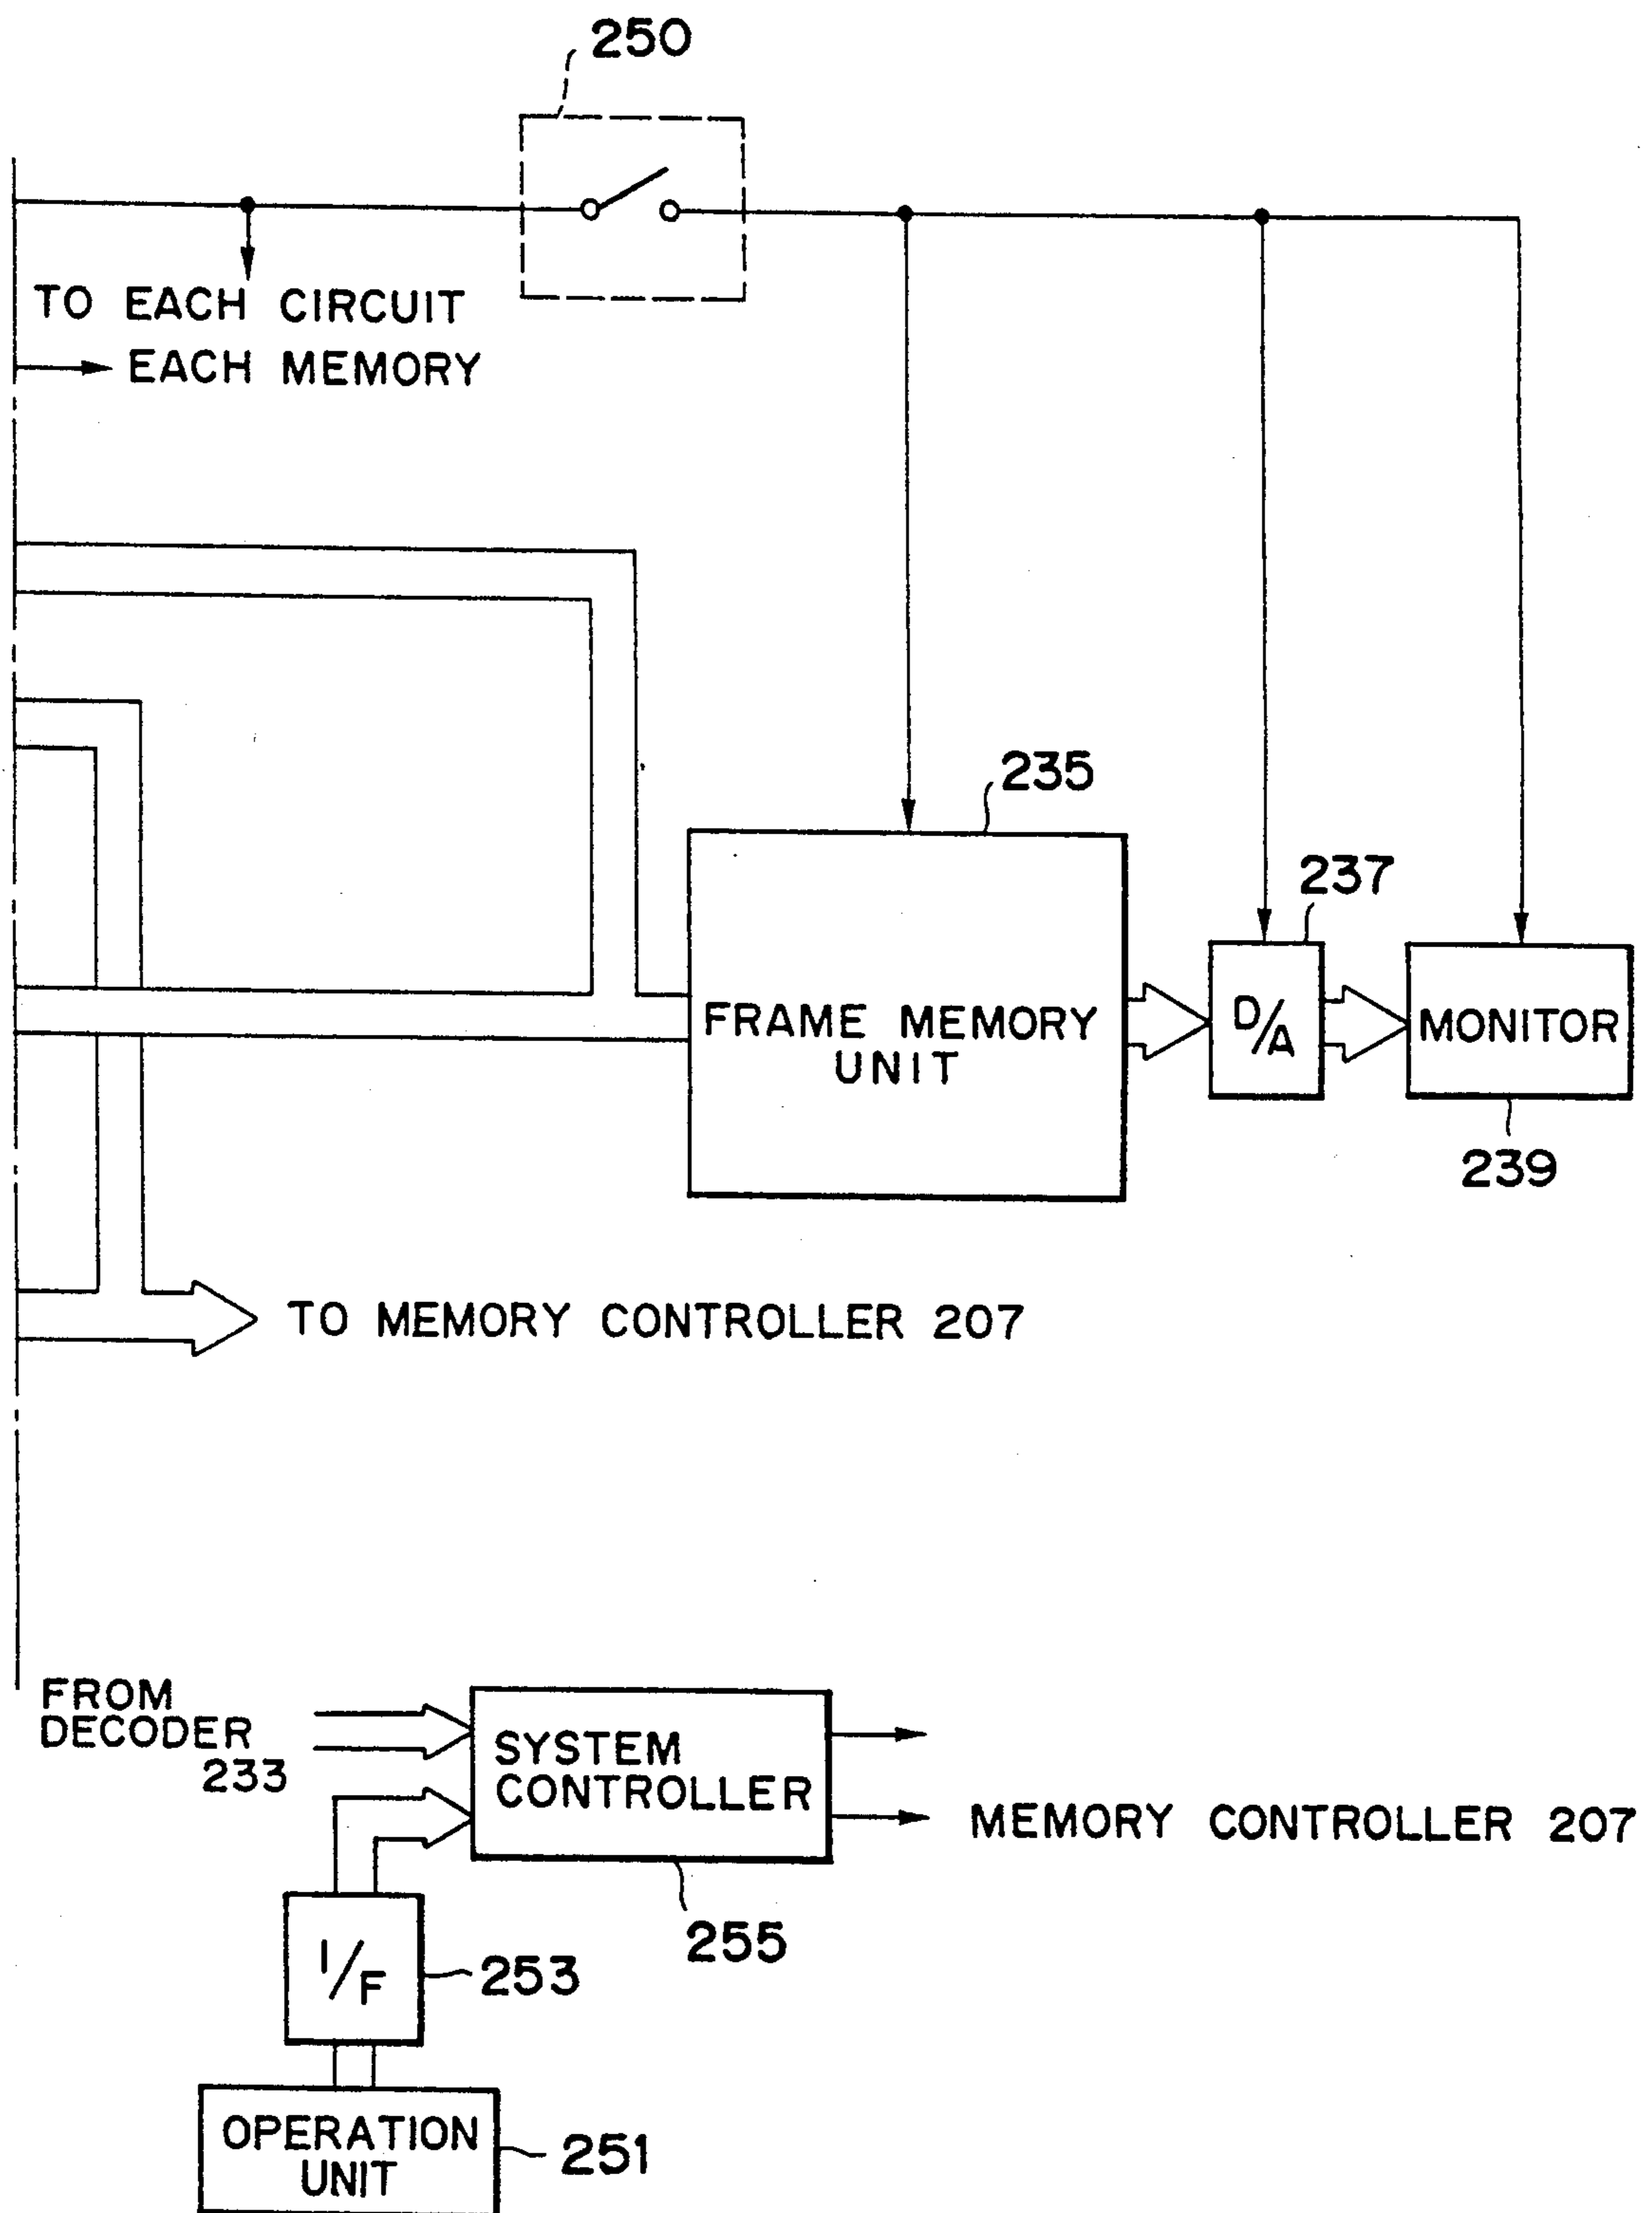 250
TO EACH CIRCUIT
EACH MEMORY
235
237
FRAME MEMORY
UNIT
D/A
MONITOR
239
TO MEMORY CONTROLLER 207
FROM
DECODER
233
SYSTEM
CONTROLLER
MEMORY CONTROLLER 207
255
I/F
253
OPERATION
UNIT
251